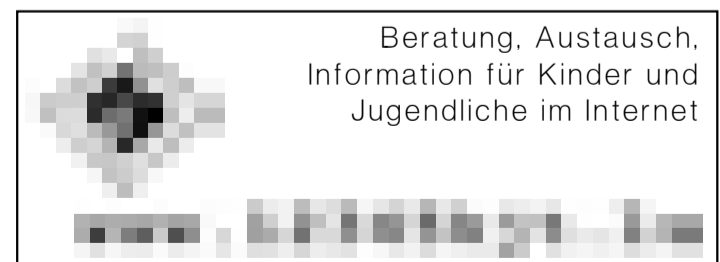 Beratung, Austausch,
Information für Kinder und
Jugendliche im Internet